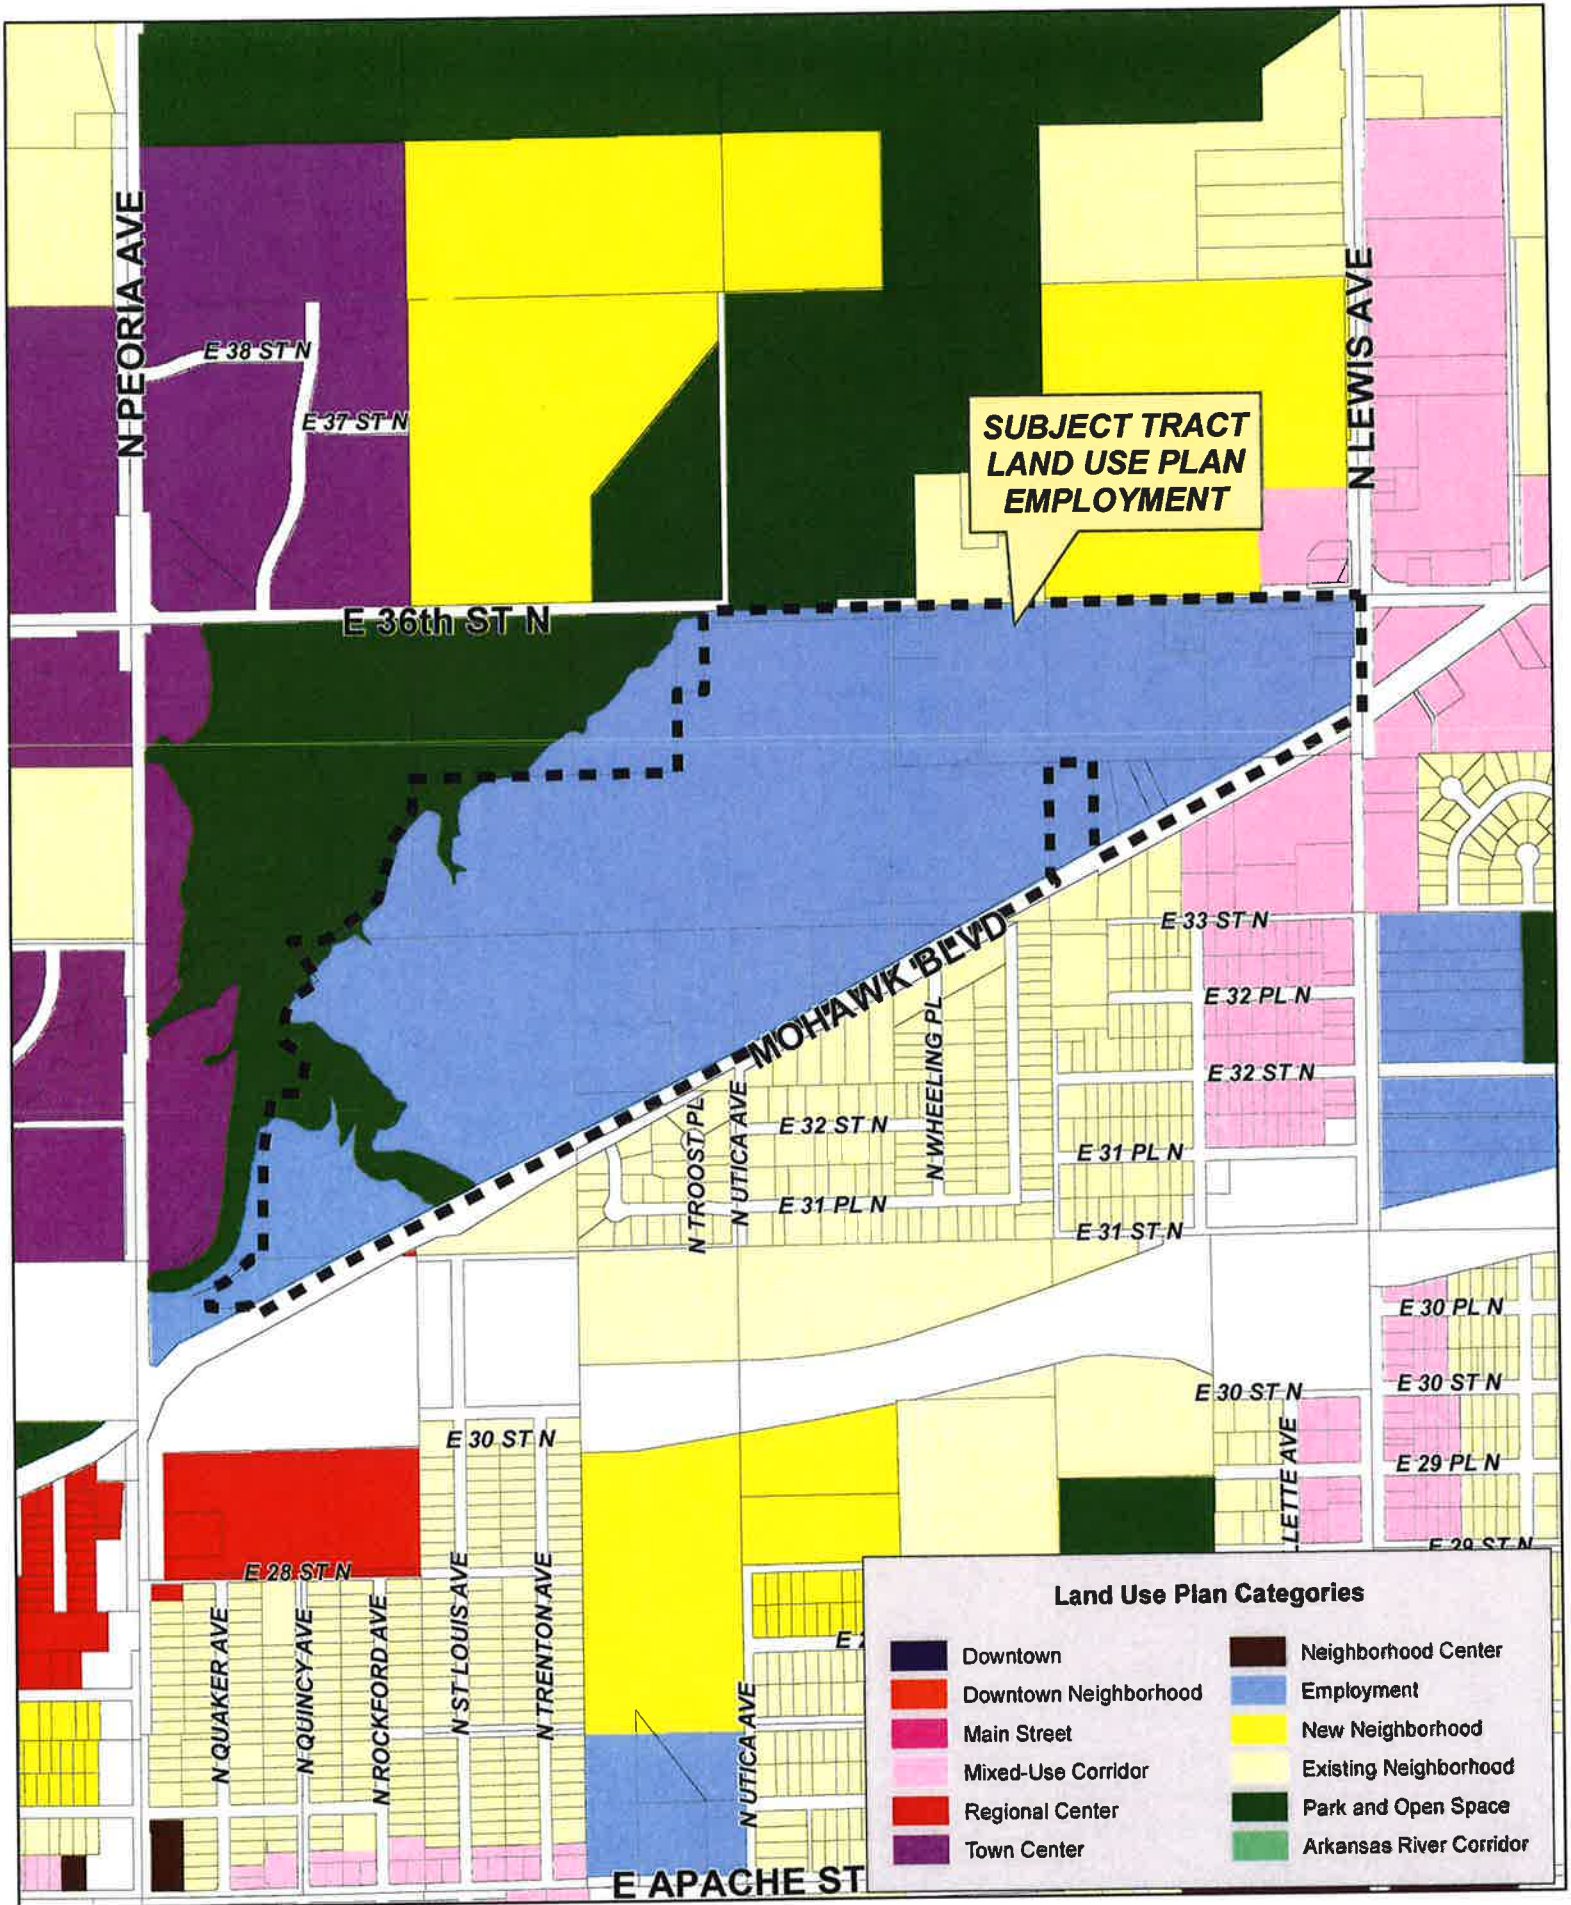 N PEORIA AVE
E 38 ST N
E 37 ST N
N LEWIS AVE
SUBJECT TRACT
LAND USE PLAN
EMPLOYMENT
E 36th ST N
MOHAWK BLVD
E 33 ST N
E 32 PL N
E 32 ST N
N WHEELING PL
N TROOST PL
N UTICA AVE
E 32 ST N
E 31 PL N
E 31 PL N
E 31 ST N
E 30 PL N
E 30 ST N
E 30 ST N
E 30 ST N
LETTE AVE
E 29 PL N
E 29 ST N
E 28 ST N
N QUAKER AVE
N QUINCY AVE
N ROCKFORD AVE
N ST LOUIS AVE
N TRENTON AVE
N UTICA AVE
E APACHE ST
Land Use Plan Categories
Downtown
Downtown Neighborhood
Main Street
Mixed-Use Corridor
Regional Center
Town Center
Neighborhood Center
Employment
New Neighborhood
Existing Neighborhood
Park and Open Space
Arkansas River Corridor